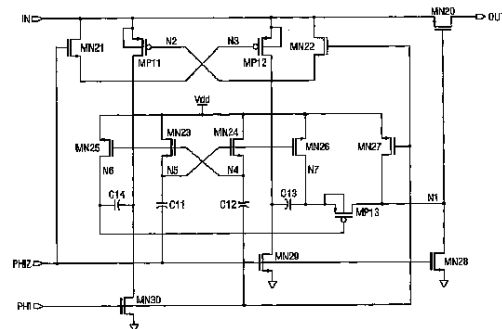 IN
MN21
MP11
N2
N3
MP12
MN22
MN20
OUT
Vdd
MN25
MN23
MN24
MN26
MN27
N6
N5
N4
N7
C14
C11
C12
C13
MP13
N1
PHI2
MN29
MN28
PHI1
MN30